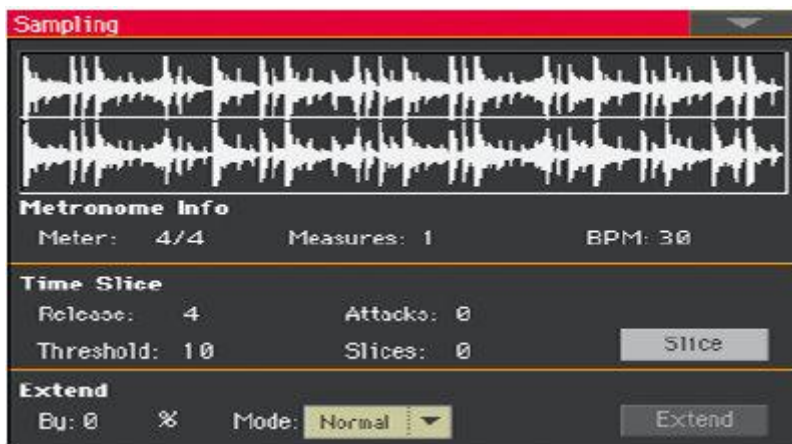 Sampling
Metronome Info
Meter: 4/4 Measures: 1 BPM: 30
Time Slice
Release: 4 Attacks: 0
Threshold: 10 Slices: 0 Slice
Extend
By: 0 % Mode: Normal Extend